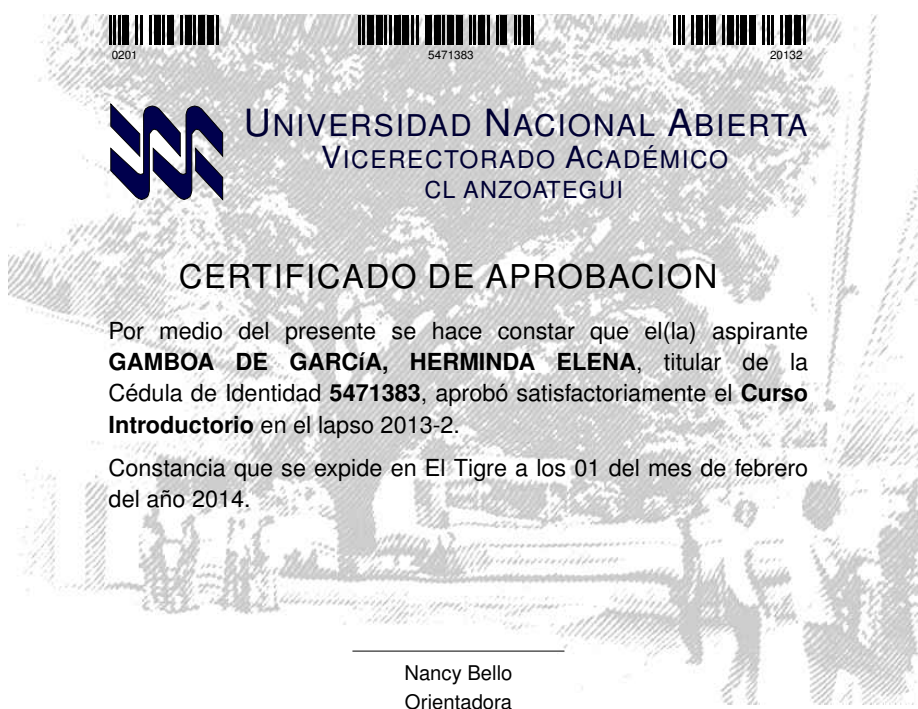 0201 5471383 20132
UNIVERSIDAD NACIONAL ABIERTA
VICERECTORADO ACADÉMICO
CL ANZOATEGUI
CERTIFICADO DE APROBACION
Por medio del presente se hace constar que el(la) aspirante
GAMBOA DE GARCíA, HERMINDA ELENA, titular de la
Cédula de Identidad 5471383, aprobó satisfactoriamente el Curso
Introductorio en el lapso 2013-2.
Constancia que se expide en El Tigre a los 01 del mes de febrero
del año 2014.
Nancy Bello
Orientadora